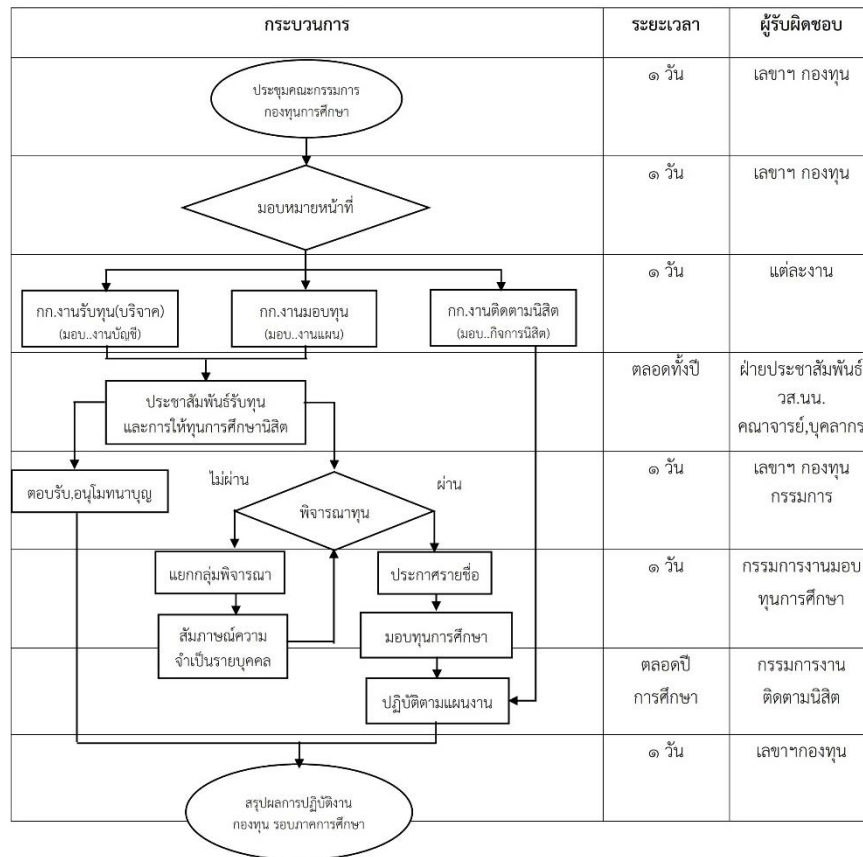 กระบวนการ
ระยะเวลา
ผู้รับผิดชอบ
ประชุมคณะกรรมการ
กองทุนการศึกษา
๑ วัน
เลขาฯ กองทุน
มอบหมายหน้าที่
๑ วัน
เลขาฯ กองทุน
กก.งานรับทุน(บริจาค)
(มอบ..งานบัญชี)
กก.งานมอบทุน
(มอบ..งานแผน)
กก.งานติดตามนิสิต
(มอบ..กิจการนิสิต)
๑ วัน
แต่ละงาน
ประชาสัมพันธ์รับทุน
และการให้ทุนการศึกษานิสิต
ตลอดทั้งปี
ฝ่ายประชาสัมพันธ์
วส.นน.
คณาจารย์,บุคลากร
ตอบรับ,อนุโมทนาบุญ
ไม่ผ่าน
พิจารณาทุน
ผ่าน
๑ วัน
เลขาฯ กองทุน
กรรมการ
แยกกลุ่มพิจารณา
ประกาศรายชื่อ
๑ วัน
กรรมการงานมอบ
ทุนการศึกษา
สัมภาษณ์ความ
จำเป็นรายบุคคล
มอบทุนการศึกษา
ปฏิบัติตามแผนงาน
ตลอดปี
การศึกษา
กรรมการงาน
ติดตามนิสิต
๑ วัน
เลขาฯกองทุน
สรุปผลการปฏิบัติงาน
กองทุน รอบภาคการศึกษา